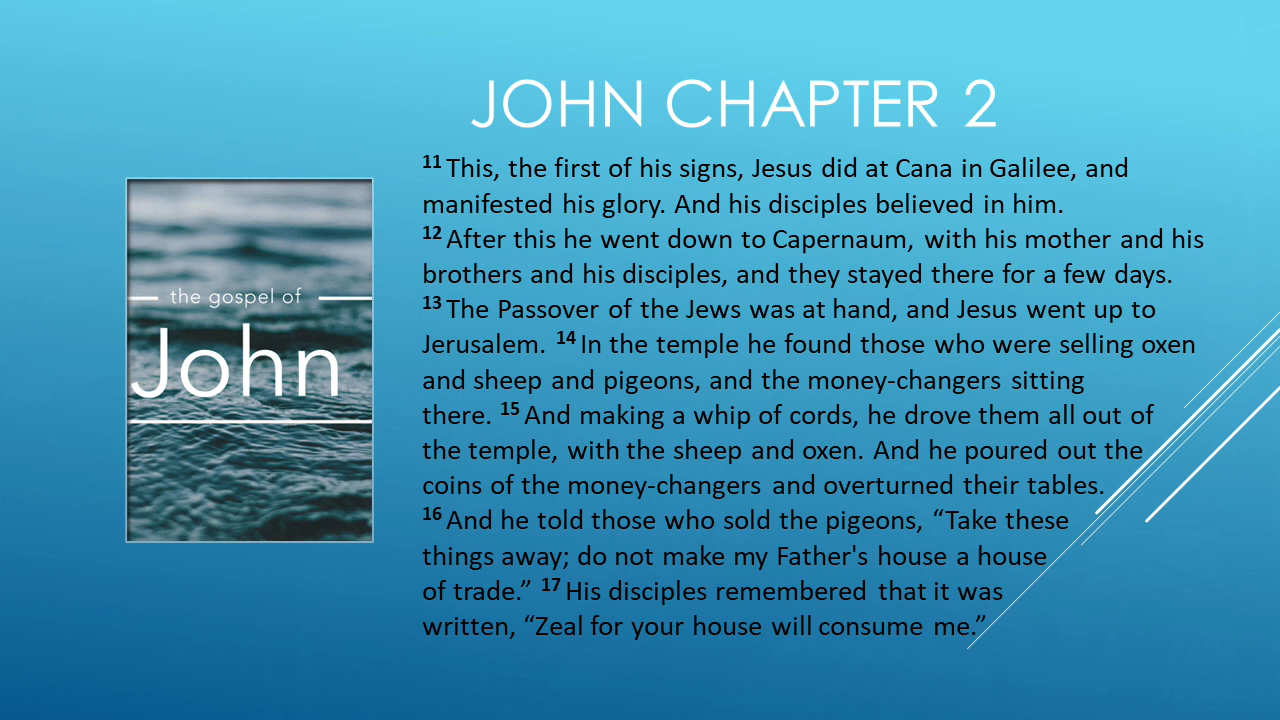 JOHN CHAPTER 2
the gospel of
John
11 This, the first of his signs, Jesus did at Cana in Galilee, and
manifested his glory. And his disciples believed in him.
12 After this he went down to Capernaum, with his mother and his
brothers and his disciples, and they stayed there for a few days.
13 The Passover of the Jews was at hand, and Jesus went up to
Jerusalem. 14 In the temple he found those who were selling oxen
and sheep and pigeons, and the money-changers sitting
there. 15 And making a whip of cords, he drove them all out of
the temple, with the sheep and oxen. And he poured out the
coins of the money-changers and overturned their tables.
16 And he told those who sold the pigeons, “Take these
things away; do not make my Father's house a house
of trade.” 17 His disciples remembered that it was
written, “Zeal for your house will consume me.”